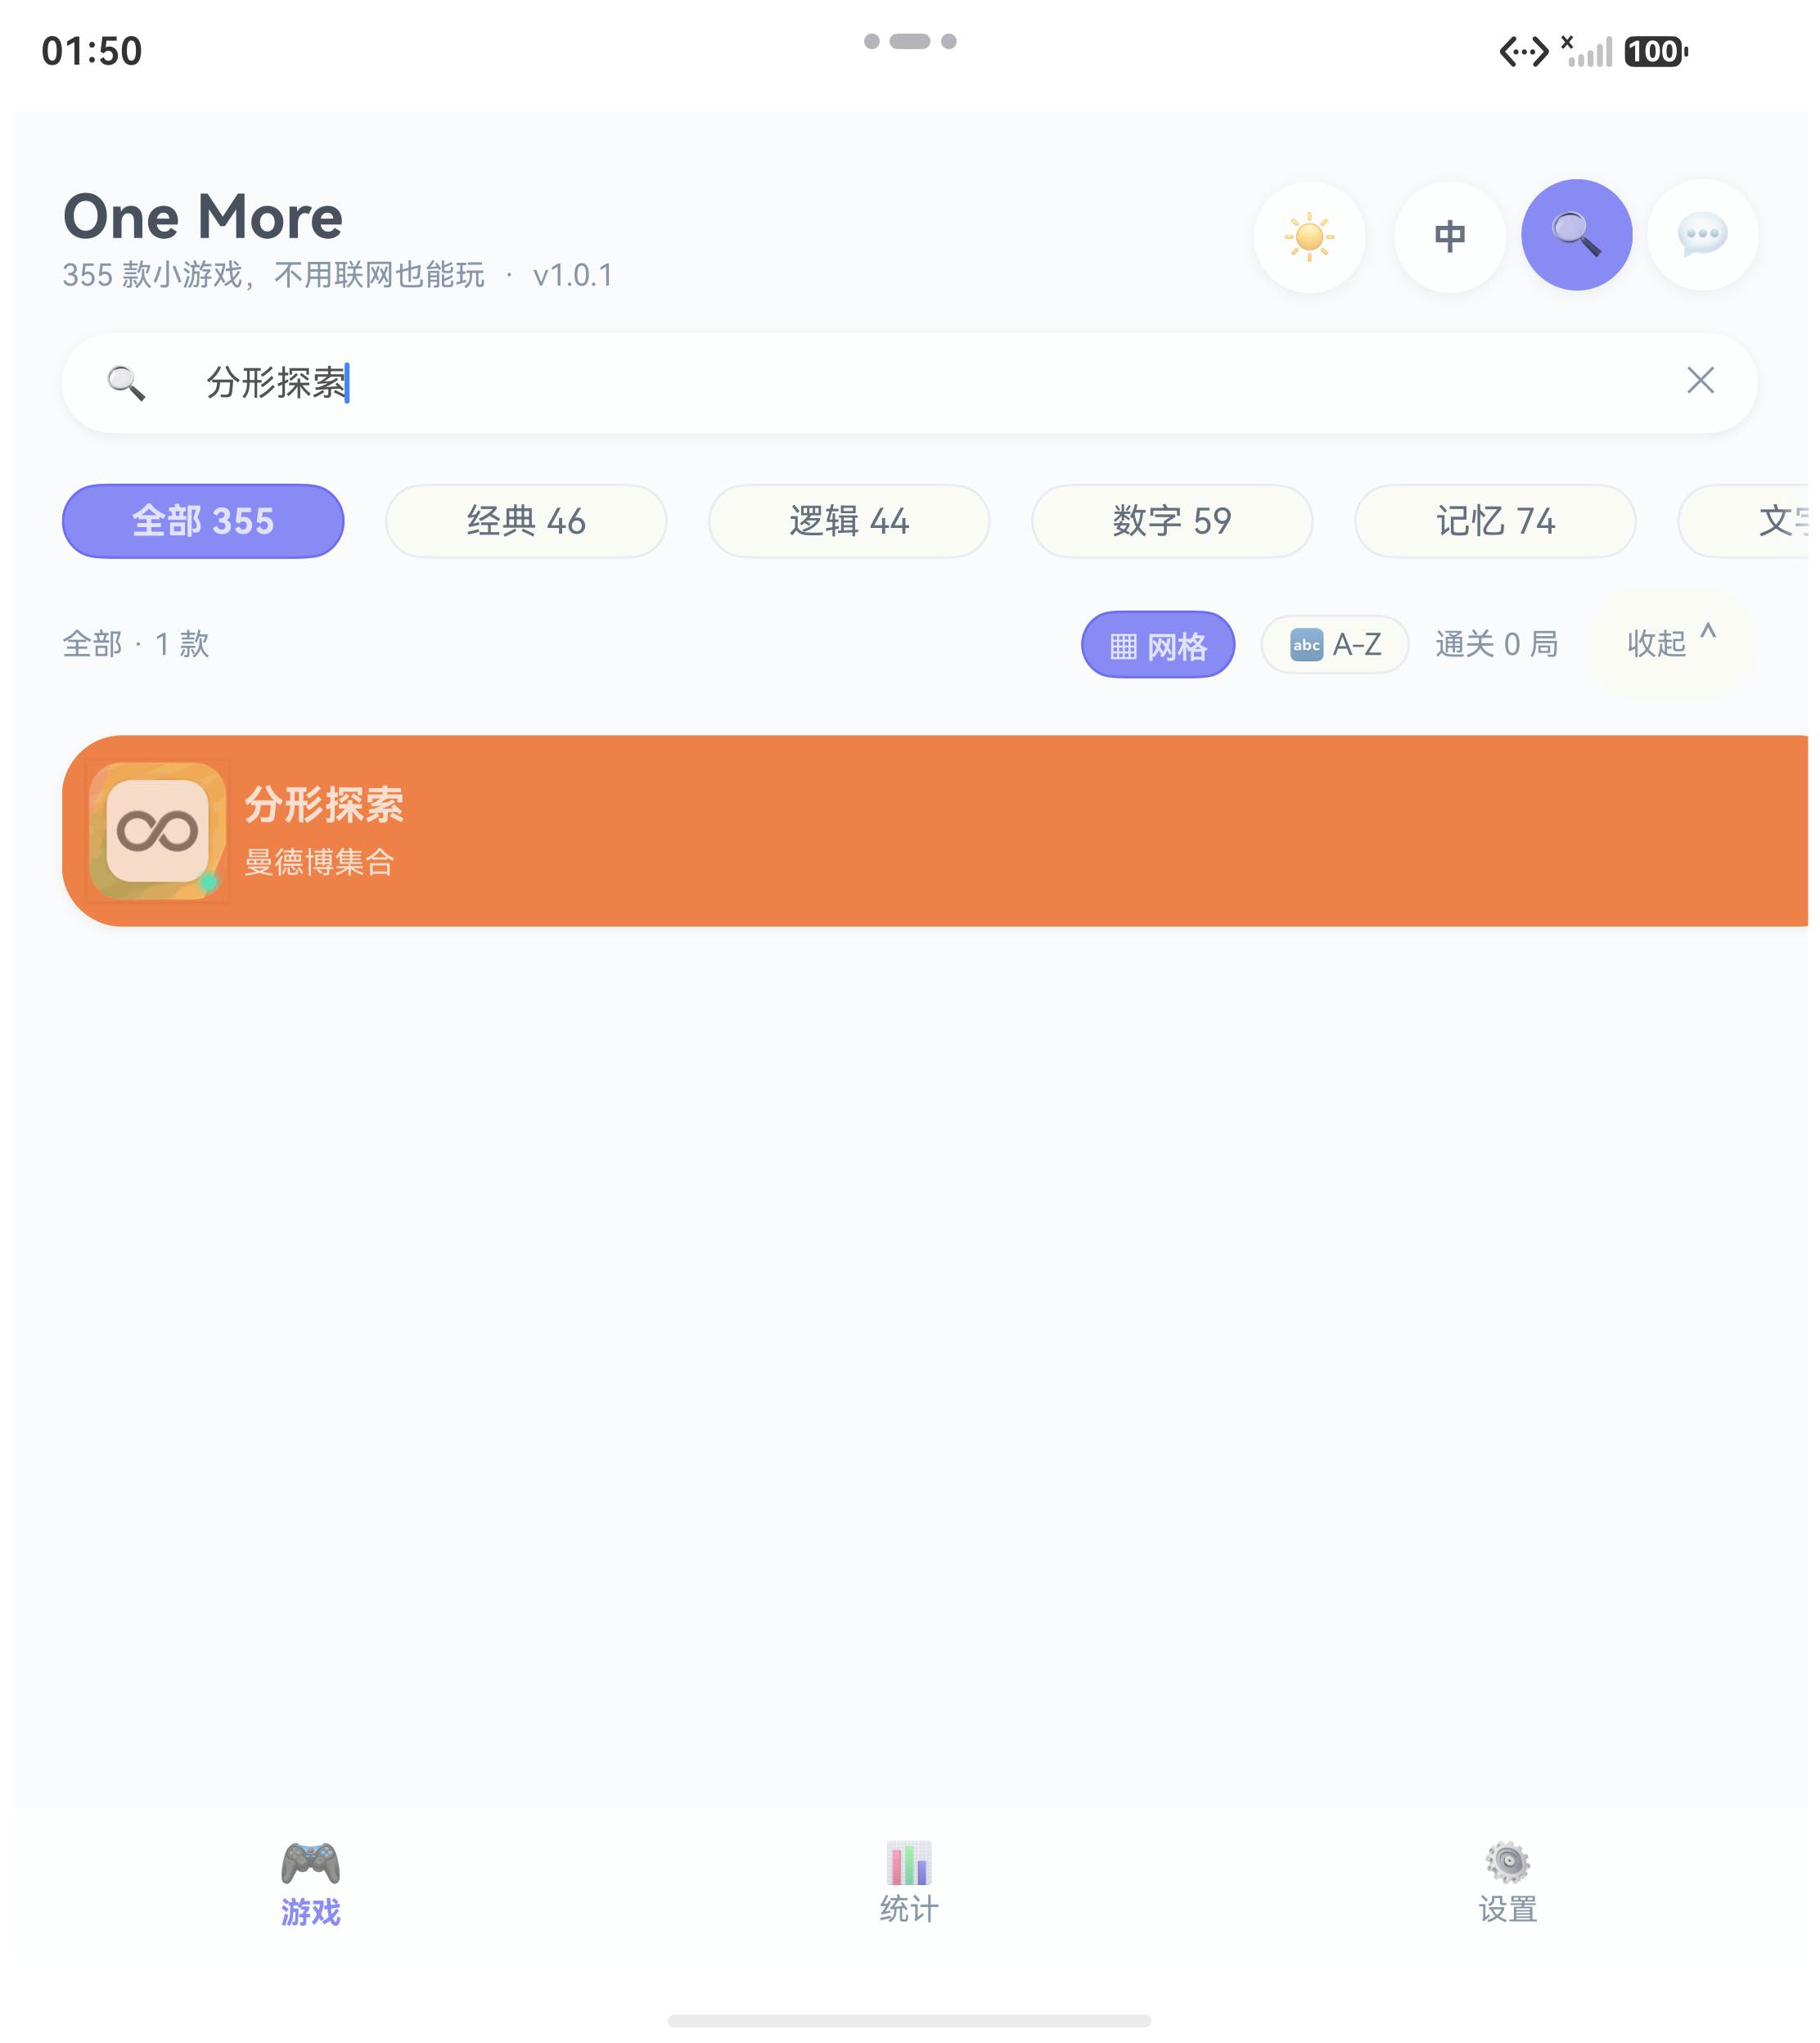 01:50
100
One More
中
355 款小游戏，不用联网也能玩 · v1.0.1
分形探索
全部 355
经典 46
逻辑 44
数字 59
记忆 74
全部 · 1 款
网格
abc A-Z
通关 0 局
收起 ^
分形探索
曼德博集合
游戏
统计
设置